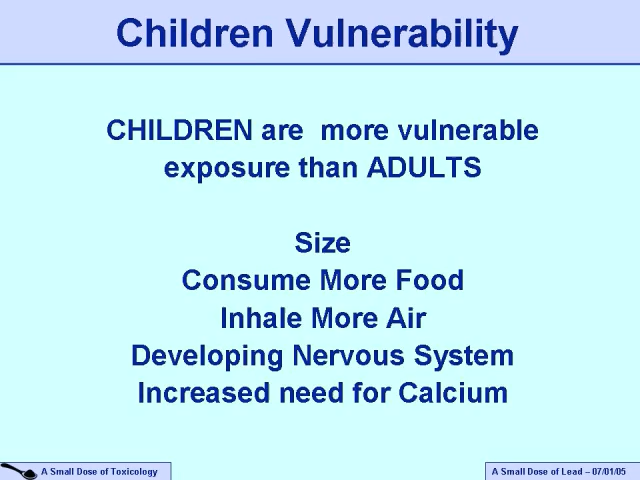 Children Vulnerability
CHILDREN are  more vulnerable
exposure than ADULTS
Size
Consume More Food
Inhale More Air
Developing Nervous System
Increased need for Calcium
A Small Dose of Toxicology
A Small Dose of Lead – 07/01/05